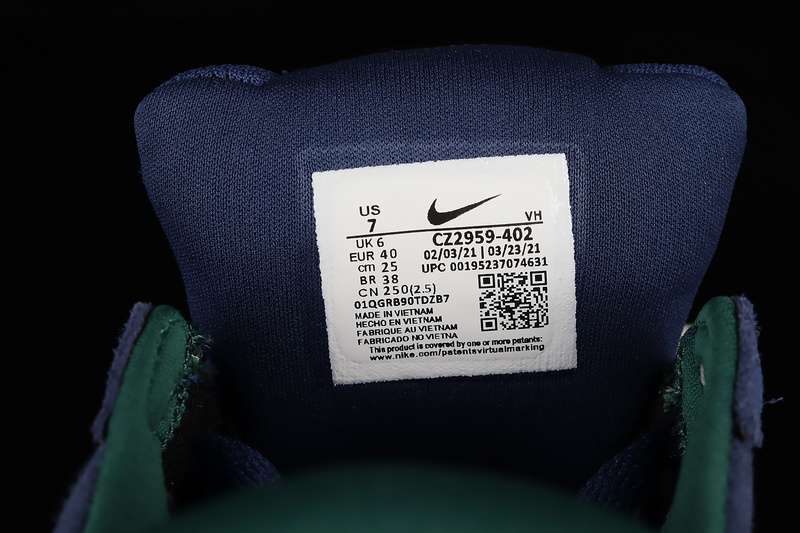 US
7
VH
UK 6
CZ2959-402
EUR 40
02/03/21 | 03/23/21
cm 25
UPC 00195237074631
BR 38
CN 250(2.5)
01QGRB90TDZB7
MADE IN VIETNAM
HECHO EN VIETNAM
FABRIQUE AU VIETNAM
FABRICADO NO VIETNA
This product is covered by one or more patents:
www.nike.com/patentsvirtualmarking